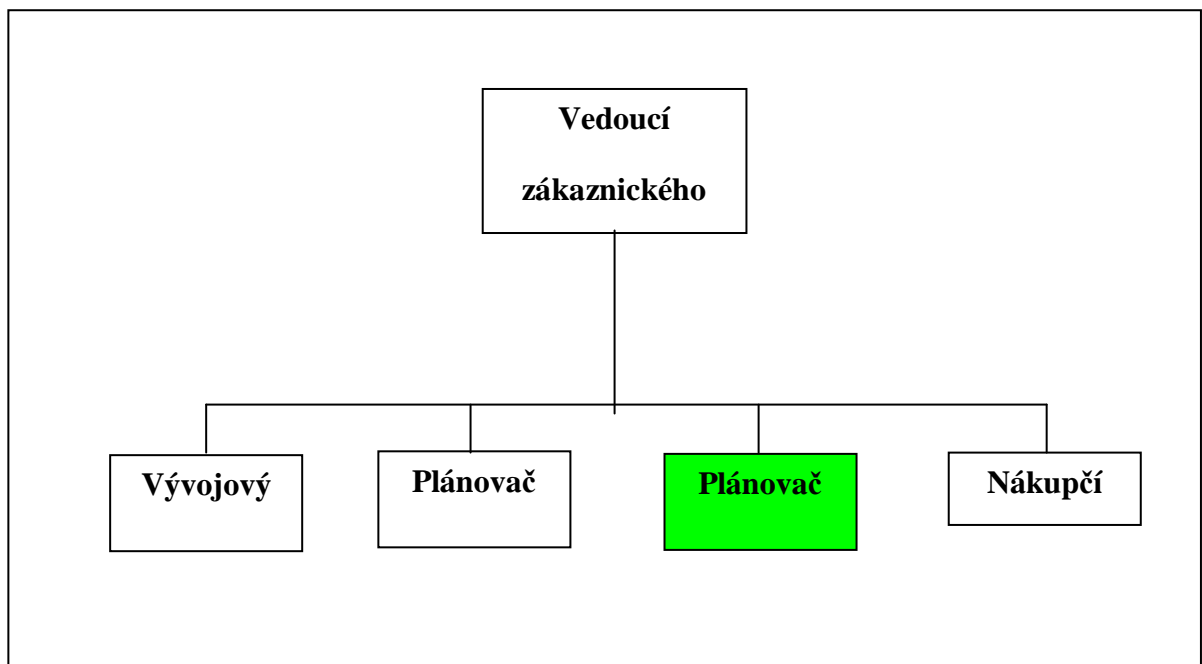 Vedoucí
zákaznického
Vývojový
Plánovač
Plánovač
Nákupčí